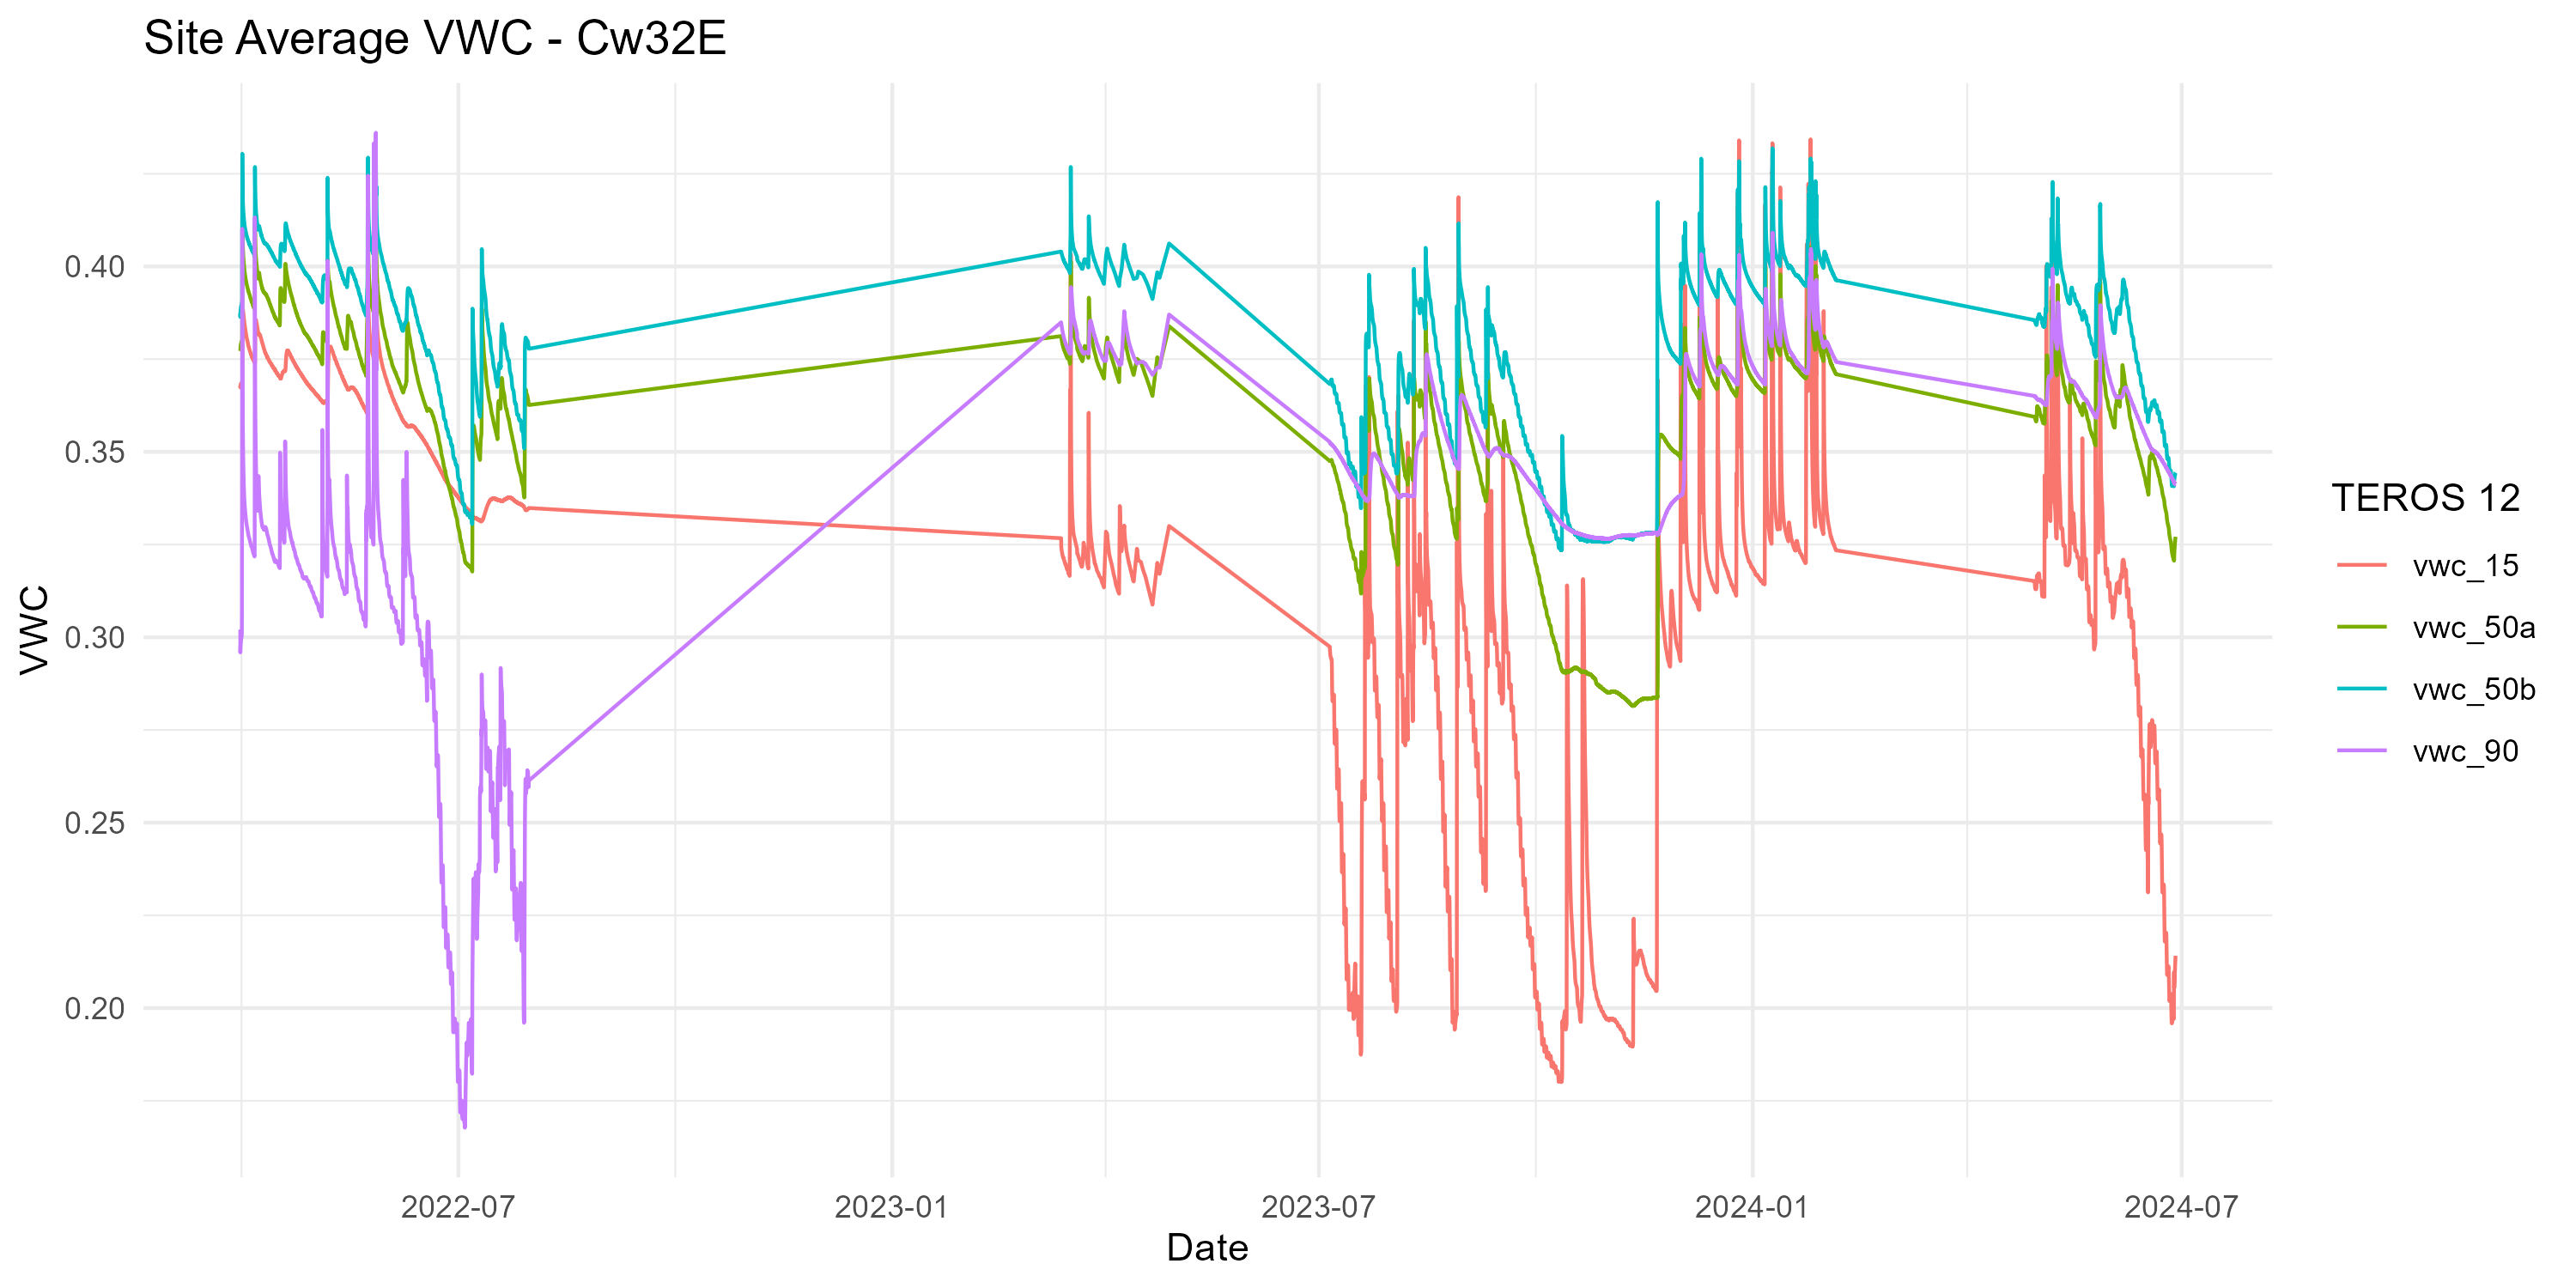 Site Average VWC - Cw32E
VWC
0.40
0.35
0.30
0.25
0.20
2022-07
2023-01
2023-07
2024-01
2024-07
Date
TEROS 12
vwc_15
vwc_50a
vwc_50b
vwc_90